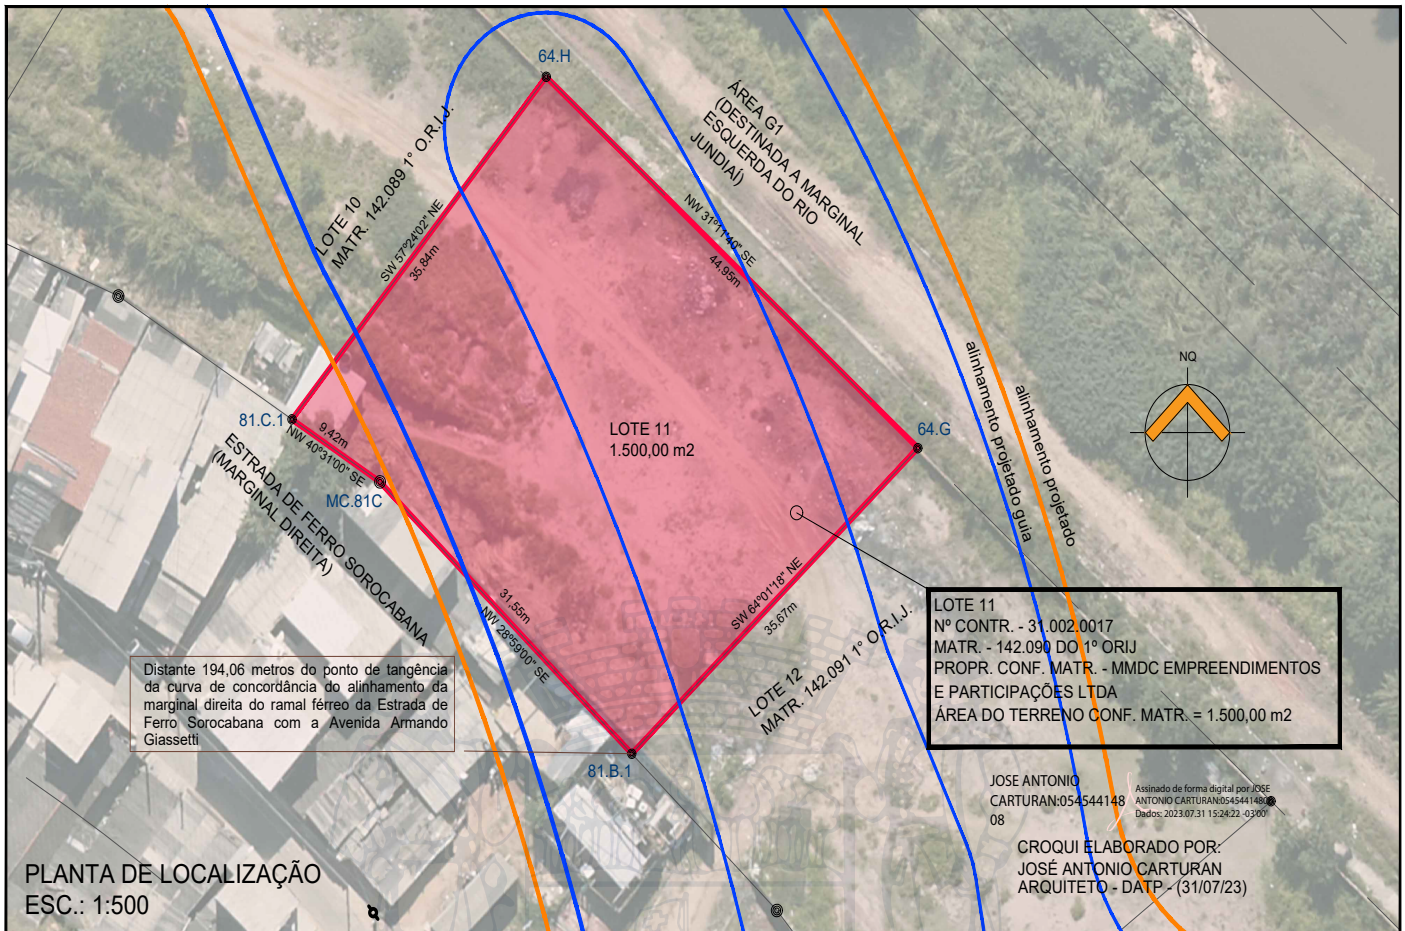 64.H
ÁREA G1
(DESTINADA A MARGINAL
ESQUERDA DO RIO
JUNDIAÍ)
LOTE 10
MATR. 142.089 1° O.R.I.J.
SW 57°24'02" NE
35,84m
NW 31°11'40" SE
44,95m
NQ
81.C.1
9,42m
NW 40°31'00" SE
MC.81C
ESTRADA DE FERRO SOROCABANA
(MARGINAL DIREITA)
LOTE 11
1.500,00 m2
64.G
alinhamento projetado guia
alinhamento projetado
31,55m
NW 28°59'00" SE
SW 64°01'18" NE
35,67m
LOTE 12
MATR. 142.091 1° O.R.I.J.
81.B.1
Distante 194,06 metros do ponto de tangência
da curva de concordância do alinhamento da
marginal direita do ramal férreo da Estrada de
Ferro Sorocabana com a Avenida Armando
Giassetti
LOTE 11
Nº CONTR. - 31.002.0017
MATR. - 142.090 DO 1º ORIJ
PROPR. CONF. MATR. - MMDC EMPREENDIMENTOS
E PARTICIPAÇÕES LTDA
ÁREA DO TERRENO CONF. MATR. = 1.500,00 m2
JOSE ANTONIO
CARTURAN:054544148
08
Assinado de forma digital por JOSE
ANTONIO CARTURAN:05454414808
Dados: 2023.07.31 15:24:22 -03'00'
CROQUI ELABORADO POR:
JOSÉ ANTONIO CARTURAN
ARQUITETO - DATP - (31/07/23)
PLANTA DE LOCALIZAÇÃO
ESC.: 1:500